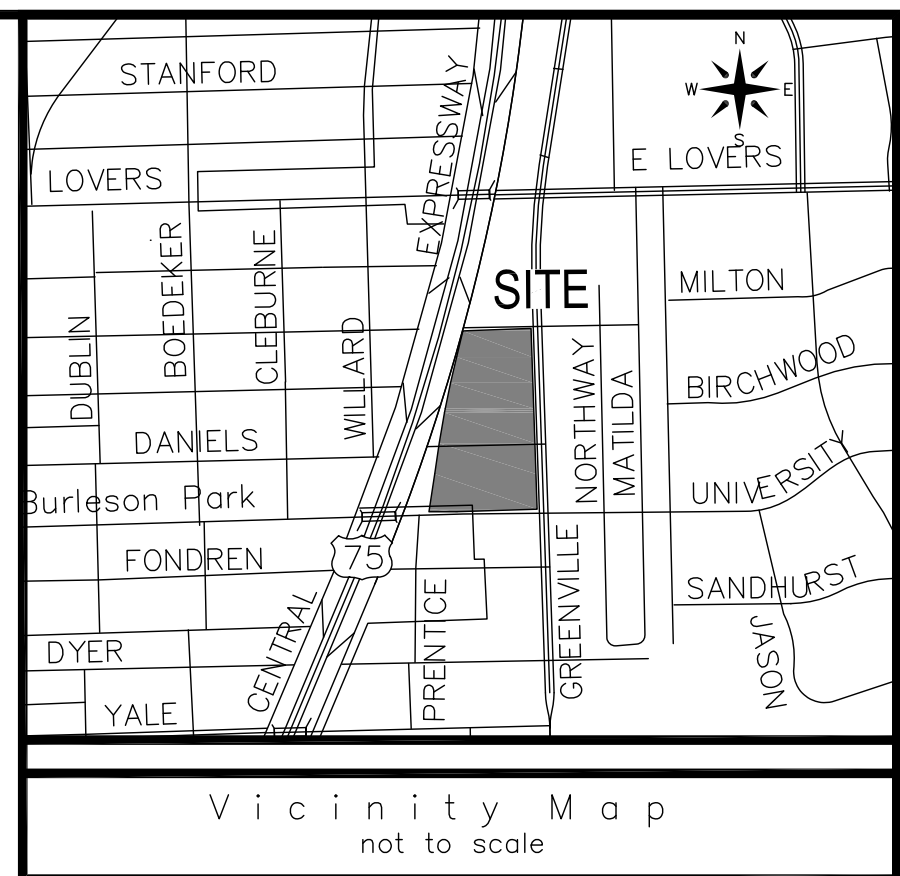 STANFORD
EXPRESSWAY
N
W E
S
E LOVERS
LOVERS
BOEDEKER
CLEBURNE
SITE
MILTON
DUBLIN
WILLARD
NORTHWAY
MATILDA
BIRCHWOOD
DANIELS
UNIVERSITY
Burleson Park
FONDREN
75
SANDHURST
GREENVILLE
PRENTICE
CENTRAL
DYER
JASON
YALE
Vicinity Map
not to scale